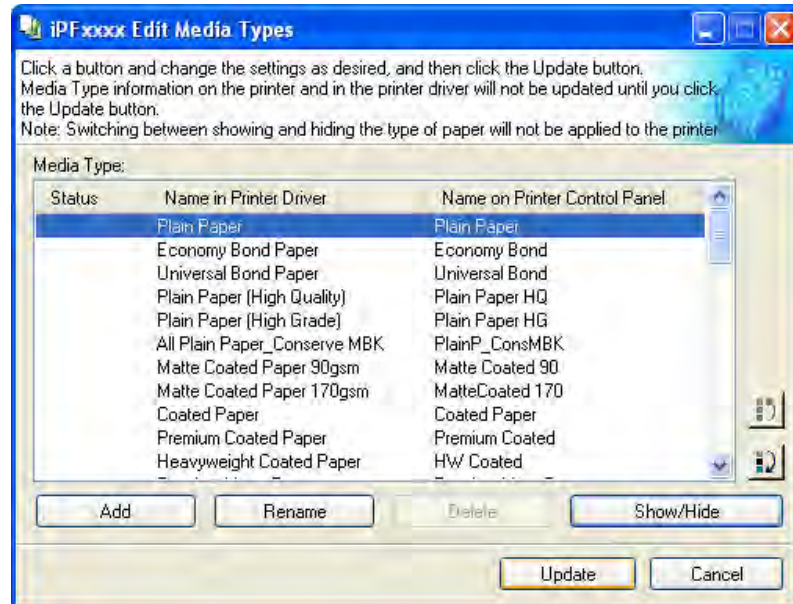 iPFxxxx Edit Media Types
Click a button and change the settings as desired, and then click the Update button.
Media Type information on the printer and in the printer driver will not be updated until you click
the Update button.
Note: Switching between showing and hiding the type of paper will not be applied to the printer
Media Type:
Status Name in Printer Driver Name on Printer Control Panel
Plain Paper Plain Paper
Economy Bond Paper Economy Bond
Universal Bond Paper Universal Bond
Plain Paper (High Quality) Plain Paper HQ
Plain Paper (High Grade) Plain Paper HG
All Plain Paper_Conserve MBK PlainP_ConsMBK
Matte Coated Paper 90gsm Matte Coated 90
Matte Coated Paper 170gsm MatteCoated 170
Coated Paper Coated Paper
Premium Coated Paper Premium Coated
Heavyweight Coated Paper HW Coated
Add Rename Delete Show/Hide
Update Cancel